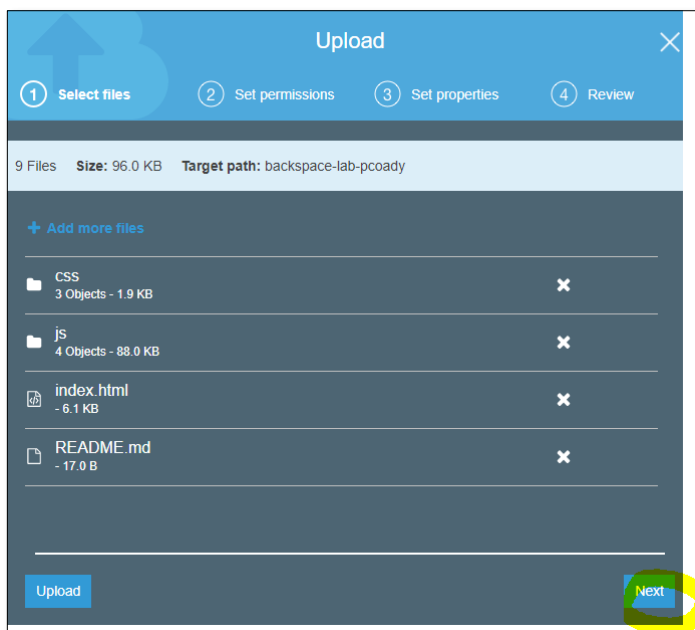 Upload
1 Select files 2 Set permissions 3 Set properties 4 Review
9 Files Size: 96.0 KB Target path: backspace-lab-pcoady
+ Add more files
css
3 Objects - 1.9 KB
js
4 Objects - 88.0 KB
index.html
- 6.1 KB
README.md
- 17.0 B
Upload Next